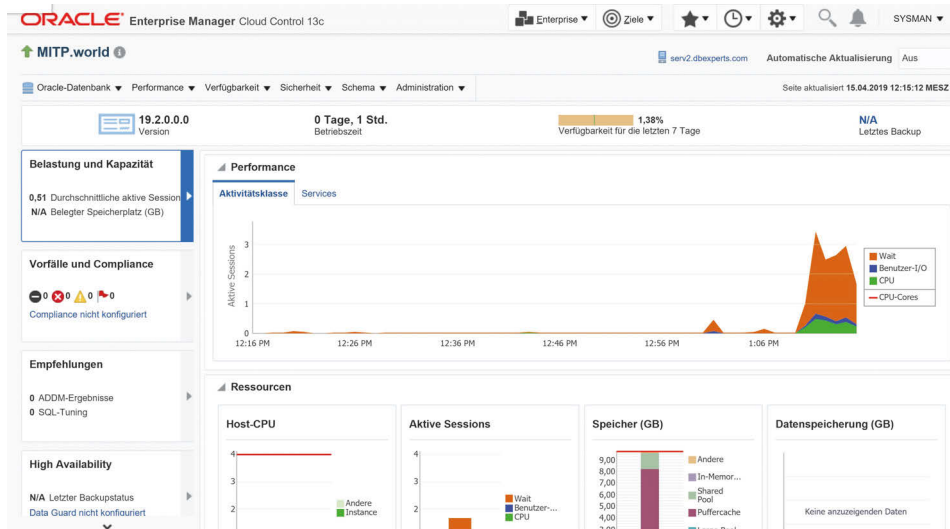 ORACLE Enterprise Manager Cloud Control 13c
Enterprise Ziele SYSMAN
MITP.world
serv2.dbexperts.com Automatische Aktualisierung Aus
Oracle-Datenbank Performance Verfügbarkeit Sicherheit Schema Administration
Seite aktualisiert 15.04.2019 12:15:12 MESZ
19.2.0.0.0
Version
0 Tage, 1 Std.
Betriebszeit
1,38%
Verfügbarkeit für die letzten 7 Tage
N/A
Letztes Backup
Belastung und Kapazität
0,51 Durchschnittliche aktive Session
N/A Belegter Speicherplatz (GB)
Vorfälle und Compliance
0 0 0 0
Compliance nicht konfiguriert
Empfehlungen
0 ADDM-Ergebnisse
0 SQL-Tuning
High Availability
N/A Letzter Backupstatus
Data Guard nicht konfiguriert
Performance
Aktivitätsklasse Services
Active Sessions
3
2
1
0
12:16 PM 12:26 PM 12:36 PM 12:46 PM 12:56 PM 1:06 PM
Wait
Benutzer-I/O
CPU
CPU-Cores
Ressourcen
Host-CPU
4
3
2
Andere
Instance
Aktive Sessions
4
3
2
Wait
Benutzer-...
CPU
Speicher (GB)
9,00
8,00
7,00
6,00
5,00
4,00
Andere
In-Memor...
Shared
Pool
Puffercache
Datenspeicherung (GB)
Keine anzuzeigenden Daten